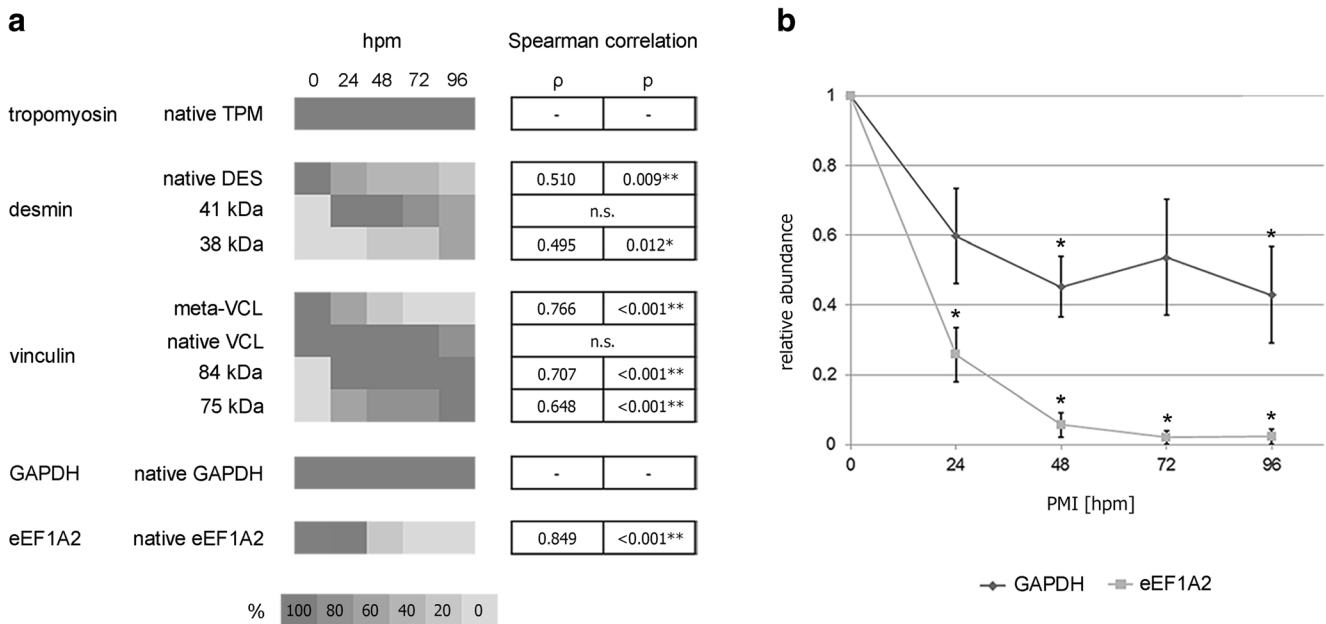 a
hpm
Spearman correlation
0 24 48 72 96
ρ p
tropomyosin native TPM - -
native DES 0.510 0.009**
desmin 41 kDa n.s.
38 kDa 0.495 0.012*
meta-VCL 0.766 <0.001**
native VCL n.s.
vinculin
84 kDa 0.707 <0.001**
75 kDa 0.648 <0.001**
GAPDH native GAPDH - -
eEF1A2 native eEF1A2 0.849 <0.001**
% 100 80 60 40 20 0
b
1
0.8
0.6
0.4
0.2
0
relative abundance
* *
*
* * *
0 24 48 72 96
PMI [hpm]
GAPDH eEF1A2